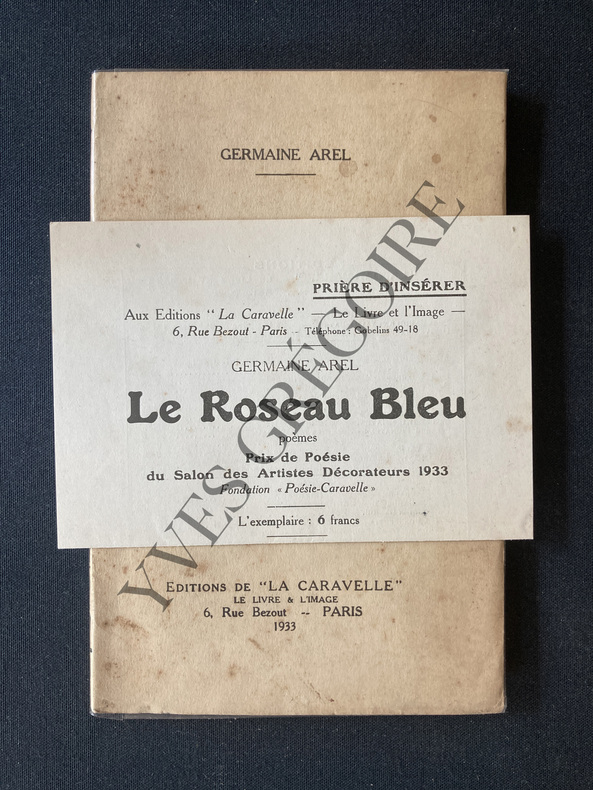 GERMAINE AREL
PRIÈRE D'INSÉRER
Aux Editions "La Caravelle" — Le Livre et l'Image —
6, Rue Bezout - Paris – Téléphone : Gobelins 49-18
GERMAINE AREL
Le Roseau Bleu
poèmes
Prix de Poésie
du Salon des Artistes Décorateurs 1933
Fondation « Poésie-Caravelle »
L'exemplaire : 6 francs
EDITIONS DE "LA CARAVELLE"
LE LIVRE & L'IMAGE
6, Rue Bezout -- PARIS
1933
YVES GRÉGOIRE